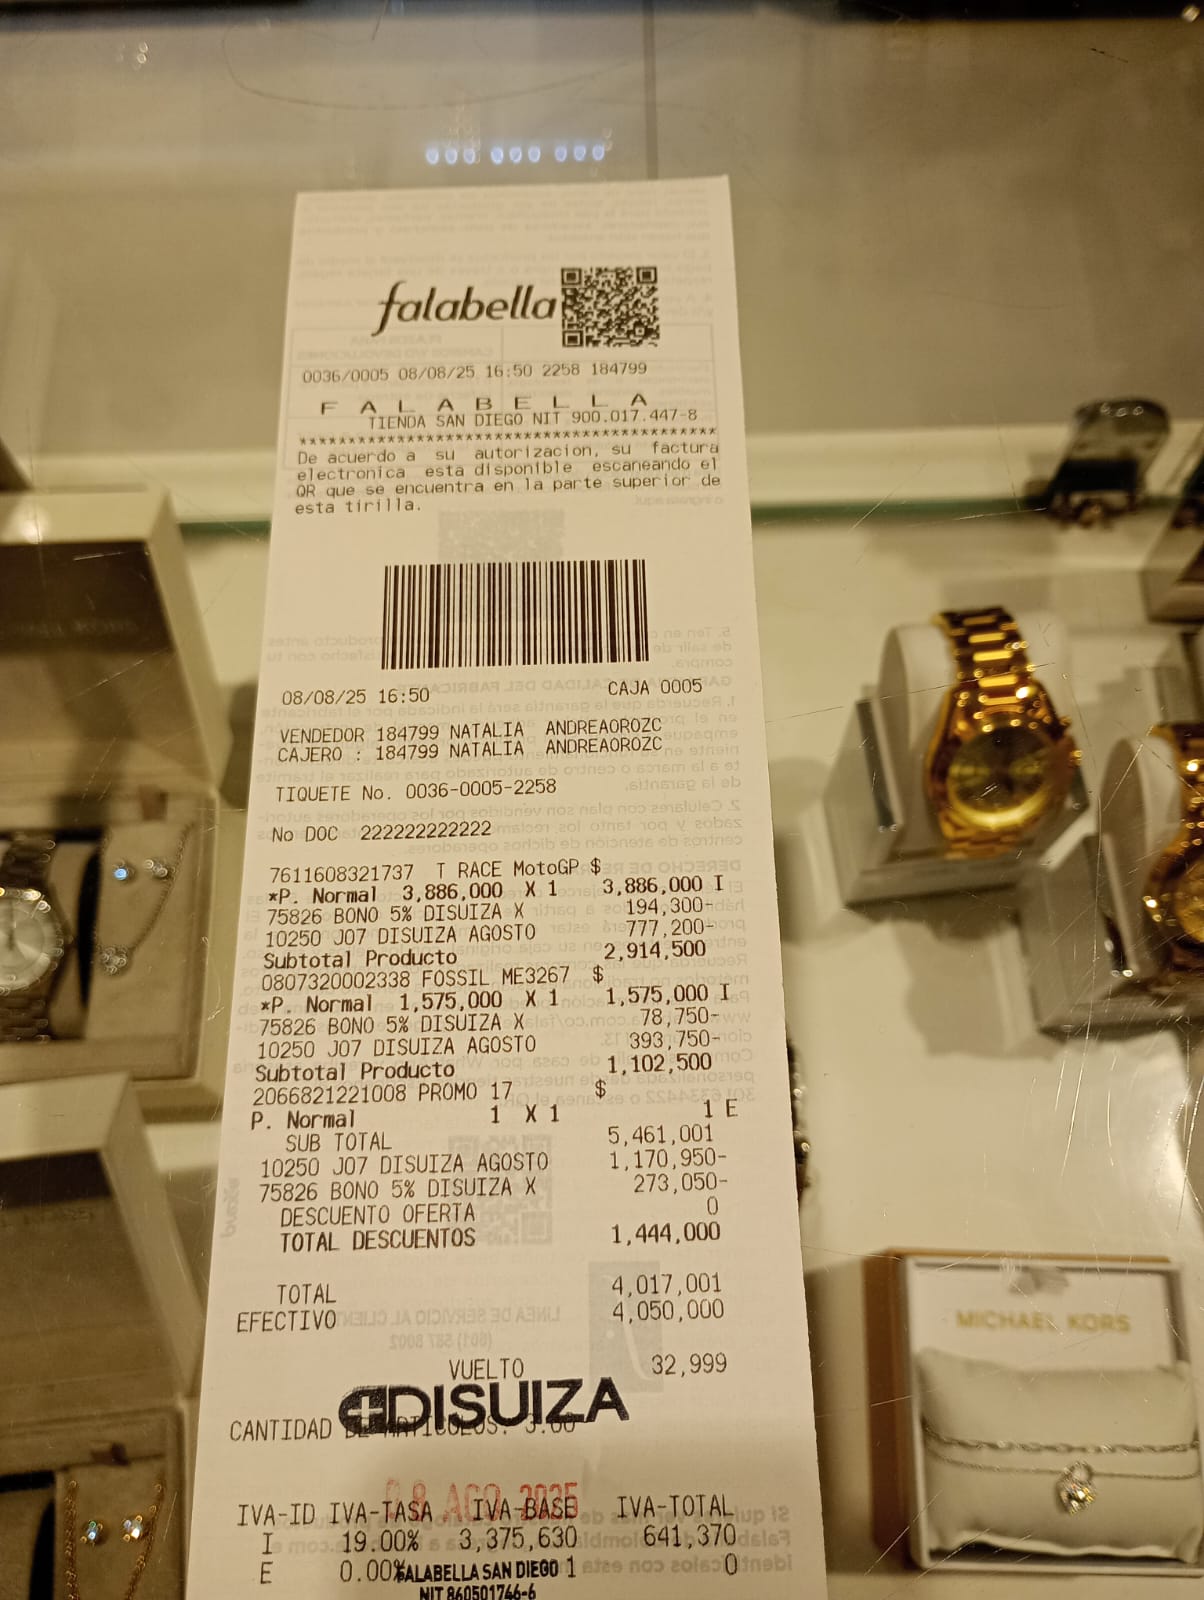 falabella
0036/0005 08/08/25 16:50 2258 184799
F A L A B E L L A
TIENDA SAN DIEGO NIT 900.017.447-8
******************************************
De acuerdo a su autorizacion, su factura
electronica esta disponible escaneando el
QR que se encuentra en la parte superior de
esta tirilla.
08/08/25 16:50 CAJA 0005
VENDEDOR 184799 NATALIA ANDREAOROZC
CAJERO : 184799 NATALIA ANDREAOROZC
TIQUETE No. 0036-0005-2258
No DOC 222222222222
7611608321737 T RACE MotoGP $
*P. Normal 3,886,000 X 1 3,886,000 I
75826 BONO 5% DISUIZA X 194,300-
10250 J07 DISUIZA AGOSTO 777,200-
Subtotal Producto 2,914,500
0807320002338 FOSSIL ME3267 $
*P. Normal 1,575,000 X 1 1,575,000 I
75826 BONO 5% DISUIZA X 78,750-
10250 J07 DISUIZA AGOSTO 393,750-
Subtotal Producto 1,102,500
2066821221008 PROMO 17 $
P. Normal 1 X 1 1 E
SUB TOTAL 5,461,001
10250 J07 DISUIZA AGOSTO 1,170,950-
75826 BONO 5% DISUIZA X 273,050-
DESCUENTO OFERTA 0
TOTAL DESCUENTOS 1,444,000
TOTAL 4,017,001
EFECTIVO 4,050,000
VUELTO 32,999
DISUIZA
CANTIDAD DE ARTICULOS: 3.00
08 AGO 2025
IVA-ID IVA-TASA IVA-BASE IVA-TOTAL
I 19.00% 3,375,630 641,370
E 0.00% 1 0
FALABELLA SAN DIEGO
NIT 860501746-6
MICHAEL KORS